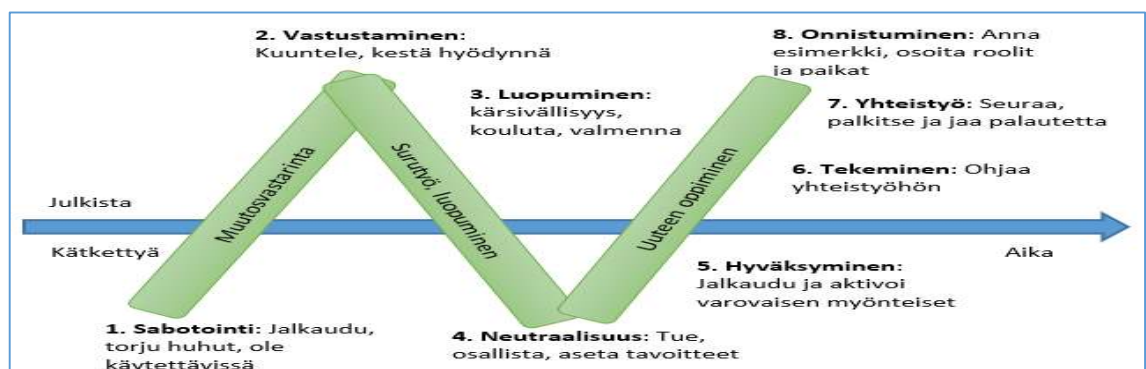 2. Vastustaminen:
Kuuntele, kestä hyödynnä
8. Onnistuminen: Anna
esimerkki, osoita roolit
ja paikat
3. Luopuminen:
kärsivällisyys,
kouluta, valmenna
7. Yhteistyö: Seuraa,
palkitse ja jaa palautetta
6. Tekeminen: Ohjaa
yhteistyöhön
Muutosvastarinta
Surutyö, luopuminen
Uuteen oppiminen
Julkista
Kätkettyä
Aika
5. Hyväksyminen:
Jalkaudu ja aktivoi
varovaisen myönteiset
1. Sabotointi: Jalkaudu,
torju huhut, ole
käytettävissä
4. Neutraalisuus: Tue,
osallista, aseta tavoitteet